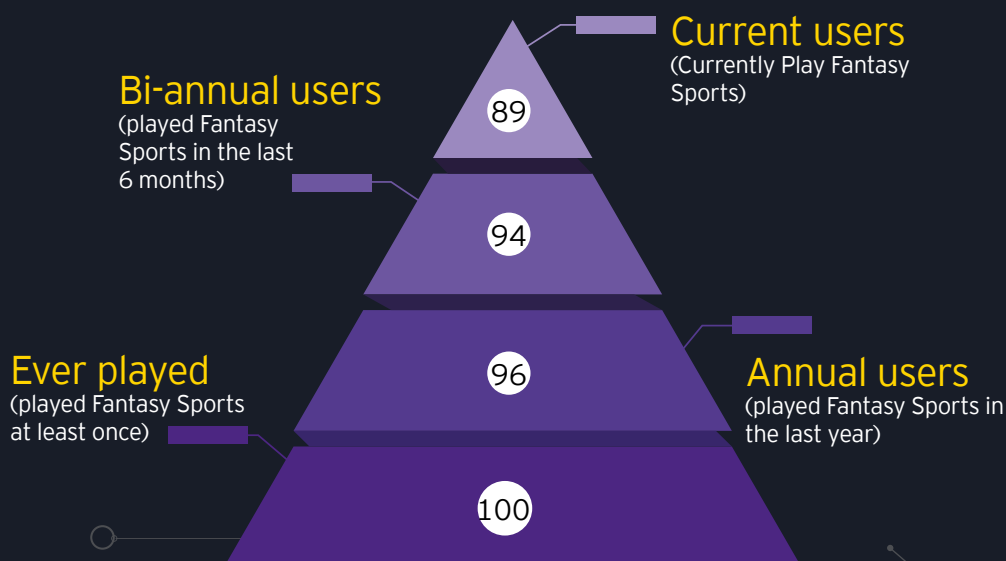 Current users
(Currently Play Fantasy
Sports)
Bi-annual users
(played Fantasy
Sports in the last
6 months)
89
94
Ever played
(played Fantasy Sports
at least once)
96
Annual users
(played Fantasy Sports in
the last year)
100